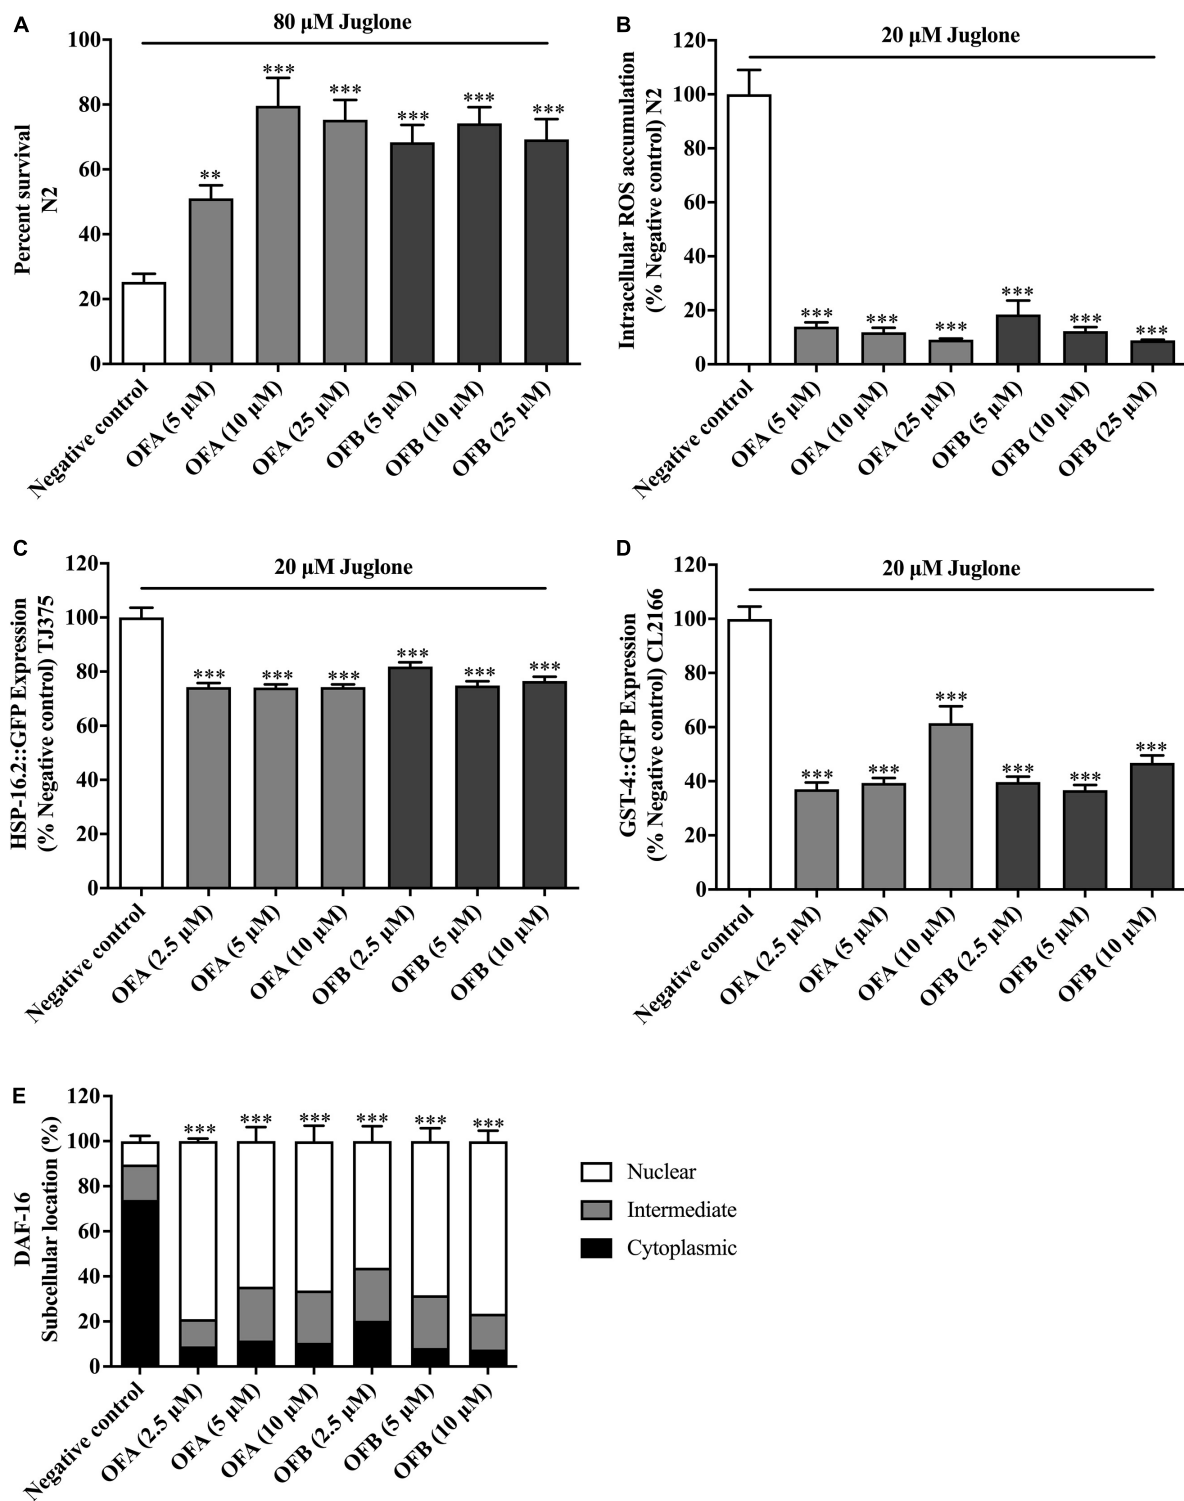 A
80 μM Juglone
Percent survival
N2
100
80
60
40
20
0
**
***
***
***
***
***
Negative control
OFA (5 μM)
OFA (10 μM)
OFA (25 μM)
OFB (5 μM)
OFB (10 μM)
OFB (25 μM)
B
20 μM Juglone
Intracellular ROS accumulation
(% Negative control) N2
120
100
80
60
40
20
0
***
***
***
***
***
***
Negative control
OFA (5 μM)
OFA (10 μM)
OFA (25 μM)
OFB (5 μM)
OFB (10 μM)
OFB (25 μM)
C
20 μM Juglone
HSP-16.2::GFP Expression
(% Negative control) TJ375
120
100
80
60
40
20
0
***
***
***
***
***
***
Negative control
OFA (2.5 μM)
OFA (5 μM)
OFA (10 μM)
OFB (2.5 μM)
OFB (5 μM)
OFB (10 μM)
D
20 μM Juglone
GST-4::GFP Expression
(% Negative control) CL2166
120
100
80
60
40
20
0
***
***
***
***
***
***
Negative control
OFA (2.5 μM)
OFA (5 μM)
OFA (10 μM)
OFB (2.5 μM)
OFB (5 μM)
OFB (10 μM)
E
DAF-16
Subcellular location (%)
120
100
80
60
40
20
0
***
***
***
***
***
***
Negative control
OFA (2.5 μM)
OFA (5 μM)
OFA (10 μM)
OFB (2.5 μM)
OFB (5 μM)
OFB (10 μM)
Nuclear
Intermediate
Cytoplasmic